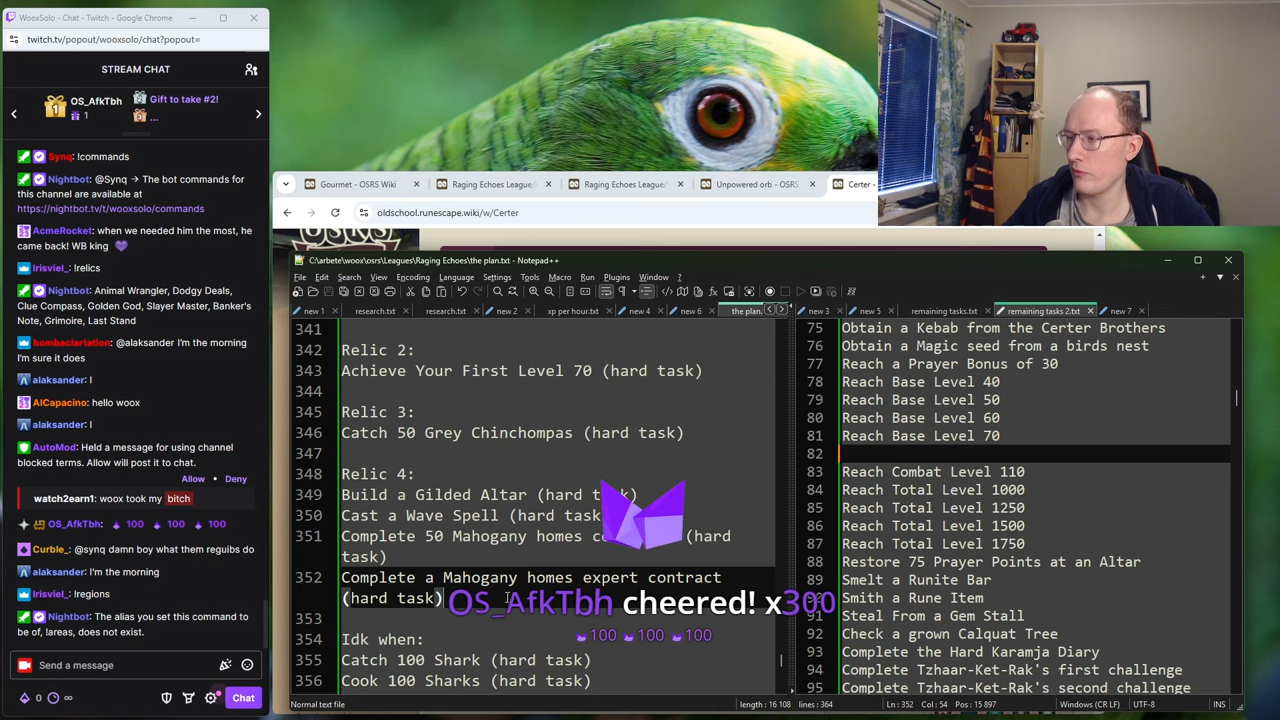 WooxSolo - Chat - Twitch - Google Chrome
twitch.tv/popout/wooxsolo/chat?popout=
STREAM CHAT
OS_AfkTbh
1
Gift to take #2!
...
Synq: !commands
Nightbot: @Synq -> The bot commands for
this channel are available at
https://nightbot.tv/t/wooxsolo/commands
AcmeRocket: when we needed him the most, he
came back! WB king
Irisviel_: !relics
Nightbot: Animal Wrangler, Dodgy Deals,
Clue Compass, Golden God, Slayer Master, Banker's
Note, Grimoire, Last Stand
bombaclartation: @alaksander I'm the morning
I'm sure it does
alaksander: I
AlCapacino: hello woox
alaksander: I
AutoMod: Held a message for using channel
blocked terms. Allow will post it to chat.
Allow • Deny
watch2earn1: woox took my bitch
OS_AfkTbh: 100 100 100
Curble_: @synq damn boy what them reguibs do
alaksander: I'm the morning
Irisviel_: !regions
Nightbot: The alias you set this command to
be of, !areas, does not exist.
Send a message
0 ∞
Chat
Gourmet - OSRS Wiki
Raging Echoes League/
Raging Echoes League/
Unpowered orb - OSRS
Certer -
oldschool.runescape.wiki/w/Certer
OSRS
C:\arbete\woox\osrs\Leagues\Raging Echoes\the plan.txt - Notepad++
File Edit Search View Encoding Language Settings Tools Macro Run Plugins Window ?
new 1
research.txt
research.txt
new 2
xp per hour.txt
new 4
new 6
the plan.
new 3
new 5
remaining tasks.txt
remaining tasks 2.txt
new 7
341
342 Relic 2:
343 Achieve Your First Level 70 (hard task)
344
345 Relic 3:
346 Catch 50 Grey Chinchompas (hard task)
347
348 Relic 4:
349 Build a Gilded Altar (hard task)
350 Cast a Wave Spell (hard task
351 Complete 50 Mahogany homes c (hard
task)
352 Complete a Mahogany homes expert contract
(hard task)
353
354 Idk when:
355 Catch 100 Shark (hard task)
356 Cook 100 Sharks (hard task)
OS_AfkTbh cheered! x300
100 100 100
75 Obtain a Kebab from the Certer Brothers
76 Obtain a Magic seed from a birds nest
77 Reach a Prayer Bonus of 30
78 Reach Base Level 40
79 Reach Base Level 50
80 Reach Base Level 60
81 Reach Base Level 70
82
83 Reach Combat Level 110
84 Reach Total Level 1000
85 Reach Total Level 1250
86 Reach Total Level 1500
87 Reach Total Level 1750
88 Restore 75 Prayer Points at an Altar
89 Smelt a Runite Bar
90 Smith a Rune Item
91 Steal From a Gem Stall
92 Check a grown Calquat Tree
93 Complete the Hard Karamja Diary
94 Complete Tzhaar-Ket-Rak's first challenge
95 Complete Tzhaar-Ket-Rak's second challenge
Normal text file
length : 16 108 lines : 364
Ln : 352 Col : 54 Pos : 15 897
Windows (CR LF)
UTF-8
INS